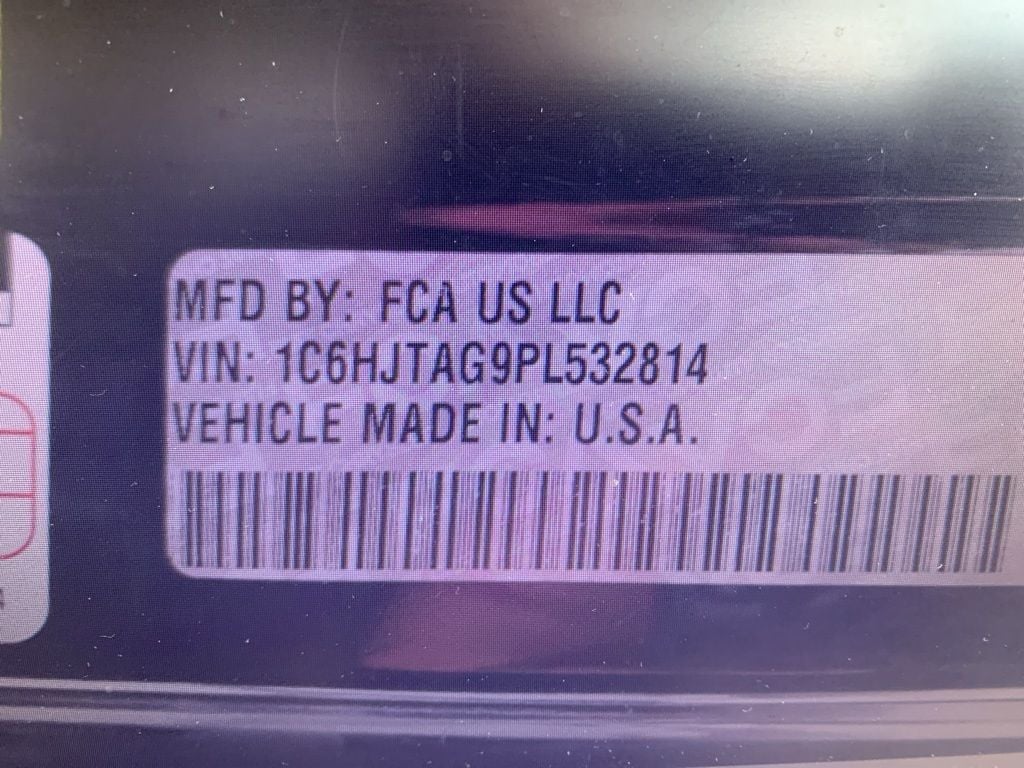 MFD BY: FCA US LLC
VIN: 1C6HJTAG9PL532814
VEHICLE MADE IN: U.S.A.